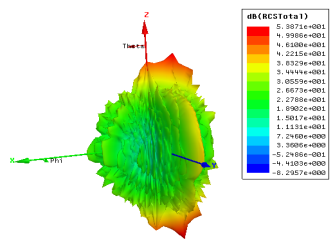 Z
Theta
X
Phi
Y
dB(RCSTotal)
5.3871e+001
4.9986e+001
4.6100e+001
4.2215e+001
3.8329e+001
3.4444e+001
3.0559e+001
2.6673e+001
2.2788e+001
1.8902e+001
1.5017e+001
1.1131e+001
7.2460e+000
3.3606e+000
-5.2486e-001
-4.4103e+000
-8.2957e+000